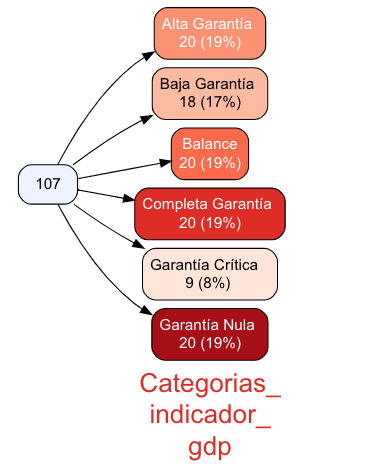 Alta Garantía
20 (19%)
Baja Garantía
18 (17%)
Balance
20 (19%)
107
Completa Garantía
20 (19%)
Garantía Crítica
9 (8%)
Garantía Nula
20 (19%)
Categorias_
indicador_
gdp